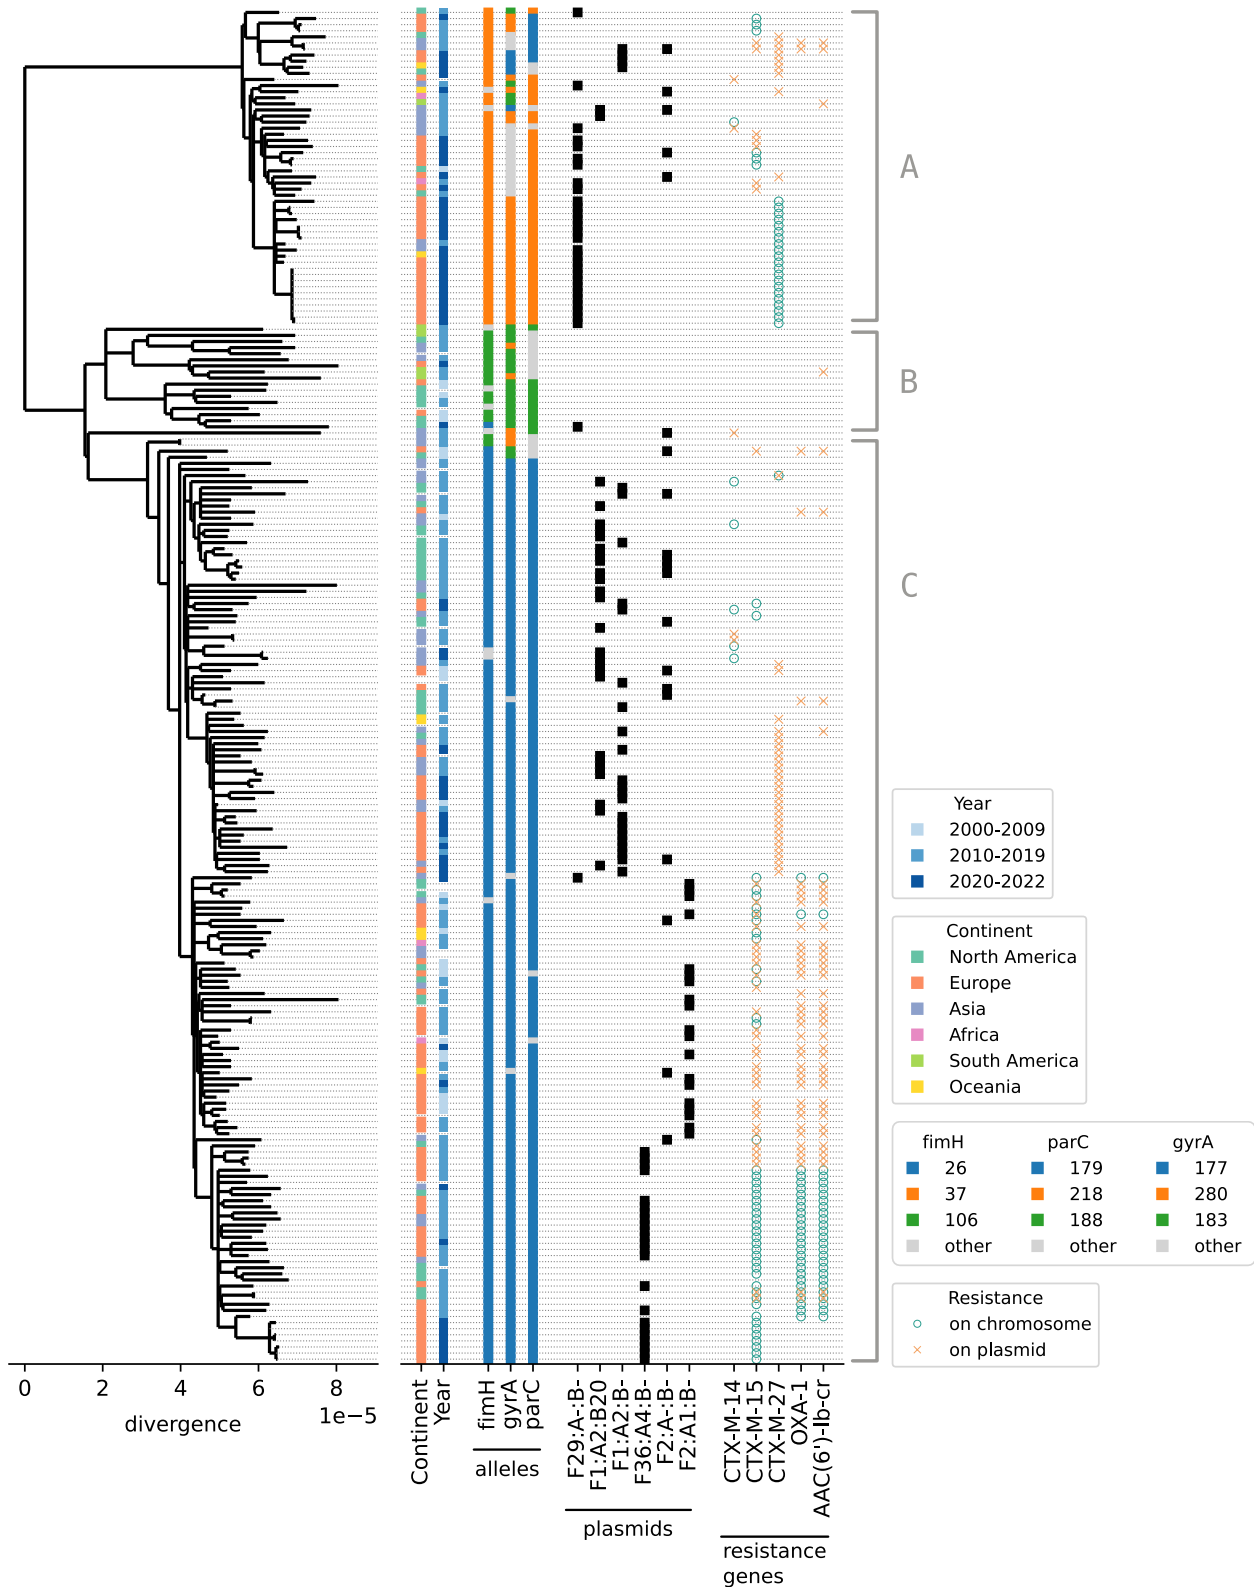 A
B
C
Year
2000-2009
2010-2019
2020-2022
Continent
North America
Europe
Asia
Africa
South America
Oceania
fimH parC gyrA
26 179 177
37 218 280
106 188 183
other other other
Resistance
on chromosome
on plasmid
0 2 4 6 8
1e−5
divergence
Continent
Year
fimH
gyrA
parC
alleles
F29:A-:B-
F1:A2:B20
F1:A2:B-
F36:A4:B-
F2:A-:B-
F2:A1:B-
plasmids
CTX-M-14
CTX-M-15
CTX-M-27
OXA-1
AAC(6')-Ib-cr
resistance
genes